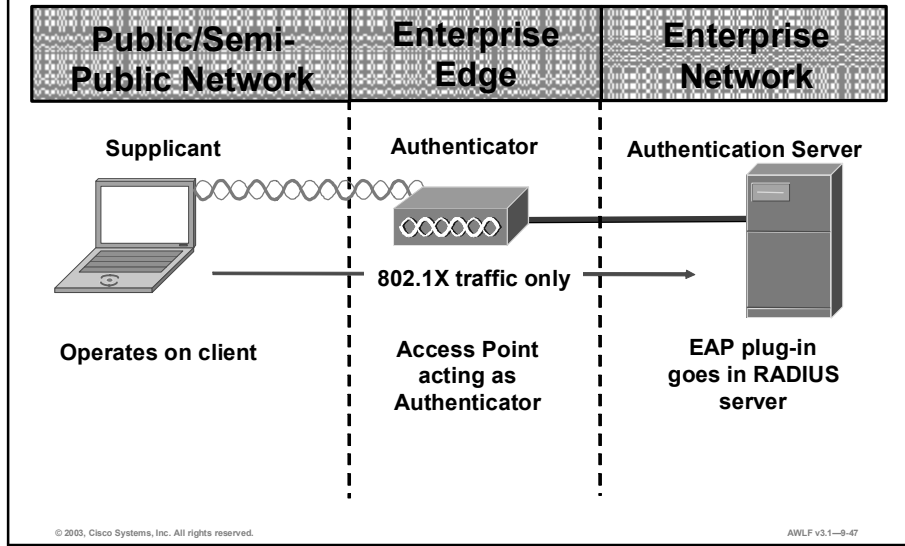 Public/Semi-
Public Network
Enterprise
Edge
Enterprise
Network
Supplicant
Authenticator
Authentication Server
802.1X traffic only
Operates on client
Access Point
acting as
Authenticator
EAP plug-in
goes in RADIUS
server
© 2003, Cisco Systems, Inc. All rights reserved.
AWLF v3.1—9-47